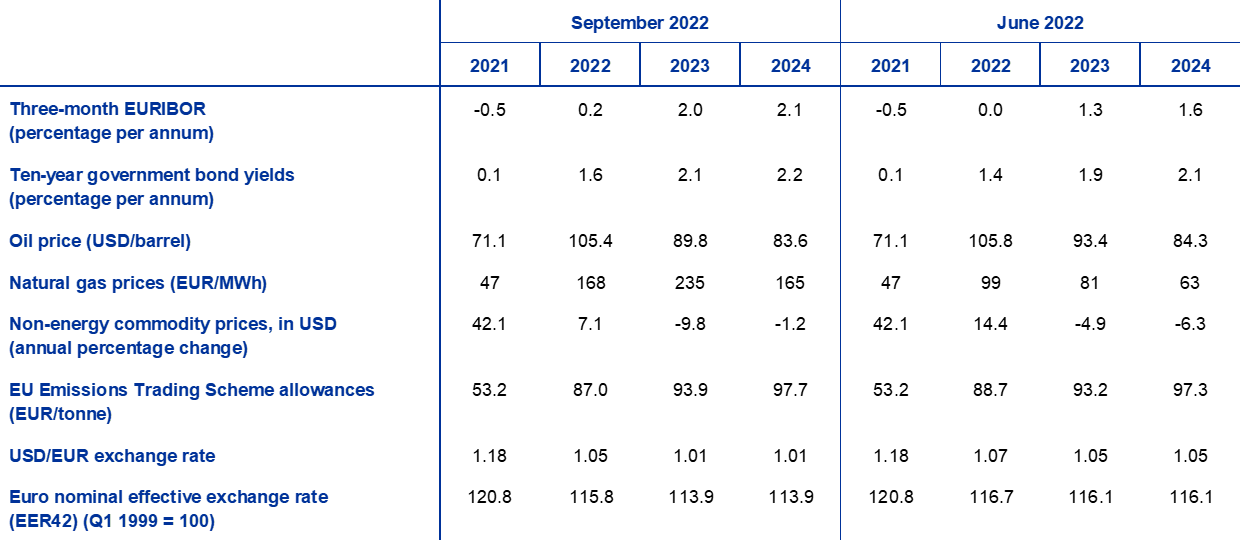 September 2022 June 2022
2021 2022 2023 2024 2021 2022 2023 2024
Three-month EURIBOR
(percentage per annum) -0.5 0.2 2.0 2.1 -0.5 0.0 1.3 1.6
Ten-year government bond yields
(percentage per annum) 0.1 1.6 2.1 2.2 0.1 1.4 1.9 2.1
Oil price (USD/barrel) 71.1 105.4 89.8 83.6 71.1 105.8 93.4 84.3
Natural gas prices (EUR/MWh) 47 168 235 165 47 99 81 63
Non-energy commodity prices, in USD
(annual percentage change) 42.1 7.1 -9.8 -1.2 42.1 14.4 -4.9 -6.3
EU Emissions Trading Scheme allowances
(EUR/tonne) 53.2 87.0 93.9 97.7 53.2 88.7 93.2 97.3
USD/EUR exchange rate 1.18 1.05 1.01 1.01 1.18 1.07 1.05 1.05
Euro nominal effective exchange rate
(EER42) (Q1 1999 = 100) 120.8 115.8 113.9 113.9 120.8 116.7 116.1 116.1